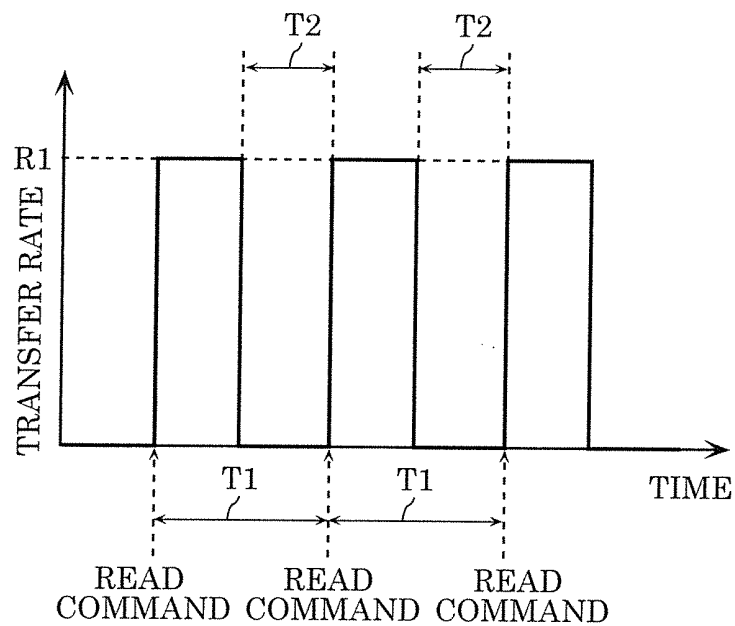 T2
T2
R1
TRANSFER RATE
T1
T1
TIME
READ
COMMAND
READ
COMMAND
READ
COMMAND